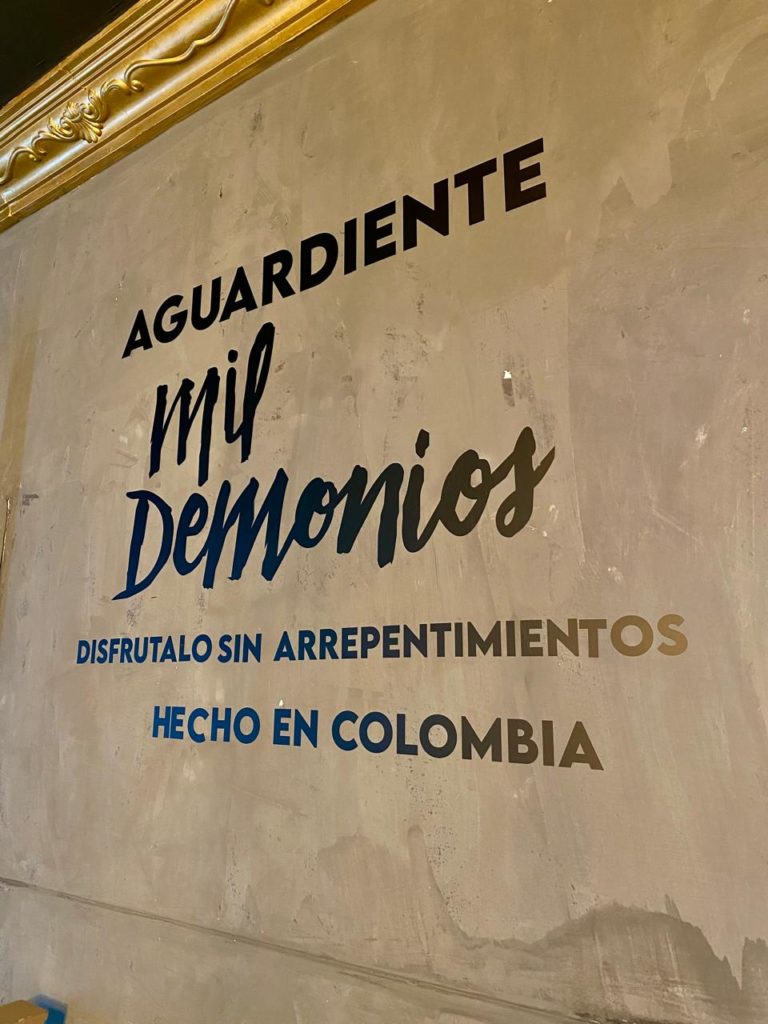 AGUARDIENTE
mil
Demonios
DISFRUTALO SIN ARREPENTIMIENTOS
HECHO EN COLOMBIA